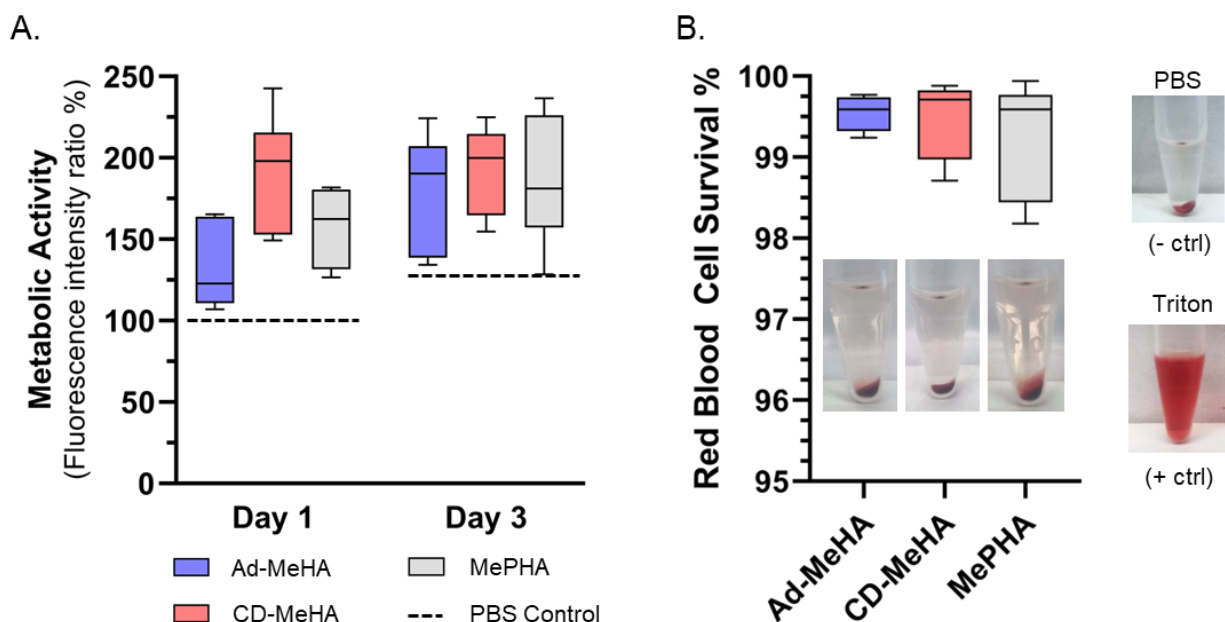 A.
Metabolic Activity
(Fluorescence intensity ratio %)
250
200
150
100
50
0
Day 1
Day 3
Ad-MeHA
MePHA
CD-MeHA
PBS Control
B.
Red Blood Cell Survival %
100
99
98
97
96
95
Ad-MeHA
CD-MeHA
MePHA
PBS
(- ctrl)
Triton
(+ ctrl)